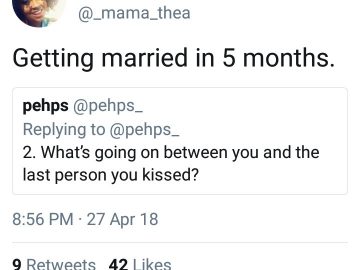 @_mama_thea
Getting married in 5 months.
pehps @pehps_
Replying to @pehps_
2. What's going on between you and the
last person you kissed?
8:56 PM · 27 Apr 18
9 Retweets 42 Likes